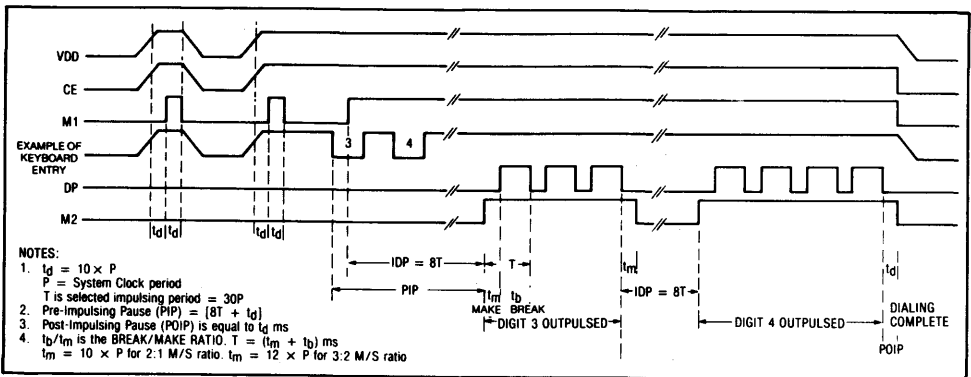 VDD
CE
M1
EXAMPLE OF
KEYBOARD
ENTRY
3
4
DP
M2
td td
td td
IDP = 8T
T
tm
IDP = 8T
td
PIP
tm tb
MAKE BREAK
DIGIT 3 OUTPULSED
DIGIT 4 OUTPULSED
DIALING
COMPLETE
POIP
NOTES:
1. td = 10 × P
P = System Clock period
T is selected impulsing period = 30P
2. Pre-Impulsing Pause (PIP) = [8T + td]
3. Post-Impulsing Pause (POIP) is equal to td ms
4. tb/tm is the BREAK/MAKE RATIO. T = (tm + tb) ms
tm = 10 × P for 2:1 M/S ratio. tm = 12 × P for 3:2 M/S ratio